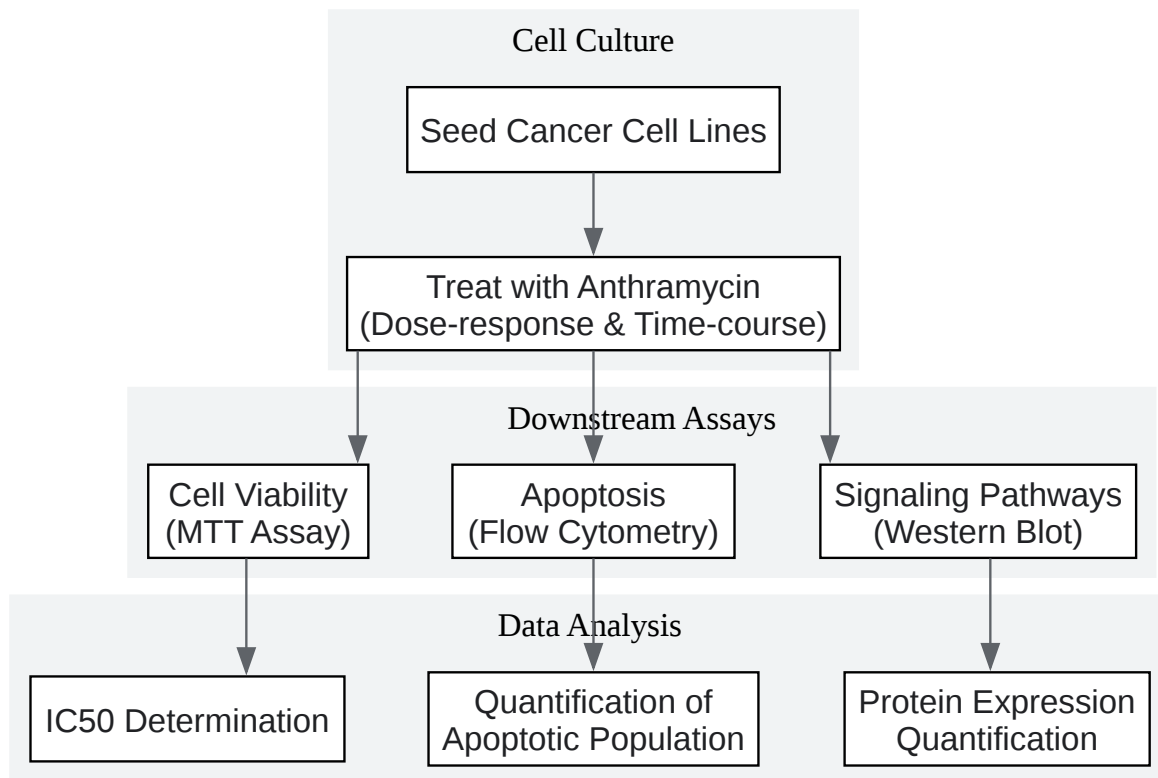 Cell Culture
Seed Cancer Cell Lines
Treat with Anthramycin
(Dose-response & Time-course)
Downstream Assays
Cell Viability
(MTT Assay)
Apoptosis
(Flow Cytometry)
Signaling Pathways
(Western Blot)
Data Analysis
IC50 Determination
Quantification of
Apoptotic Population
Protein Expression
Quantification